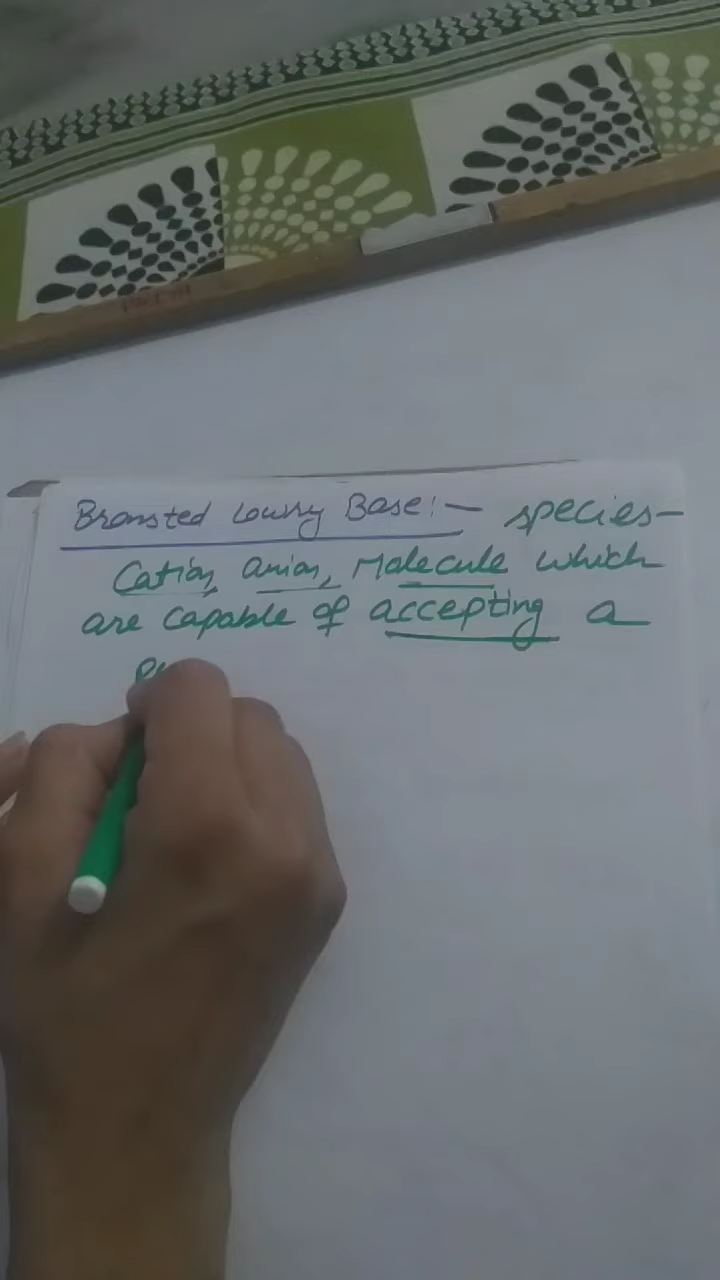 Bronsted Lowry Base:- species-
Cation, anion, Molecule which
are capable of accepting a